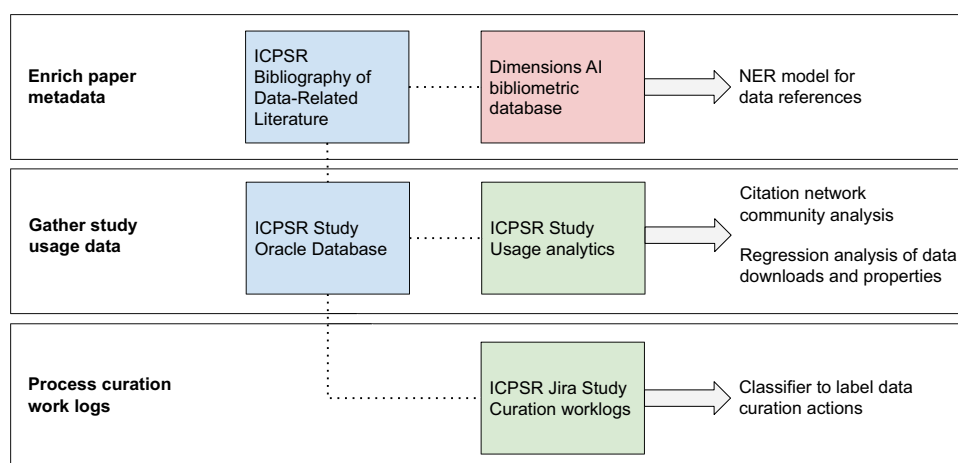 Enrich paper
metadata
ICPSR
Bibliography of
Data-Related
Literature
Dimensions AI
bibliometric
database
NER model for
data references
Gather study
usage data
ICPSR Study
Oracle Database
ICPSR Study
Usage analytics
Citation network
community analysis
Regression analysis of data
downloads and properties
Process curation
work logs
ICPSR Jira Study
Curation worklogs
Classifier to label data
curation actions